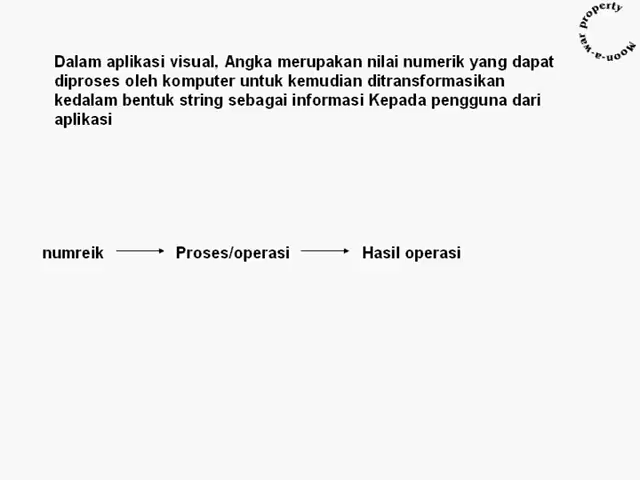 Moon-a-war property
Dalam aplikasi visual, Angka merupakan nilai numerik yang dapat
diproses oleh komputer untuk kemudian ditransformasikan
kedalam bentuk string sebagai informasi Kepada pengguna dari
aplikasi
numreik Proses/operasi Hasil operasi